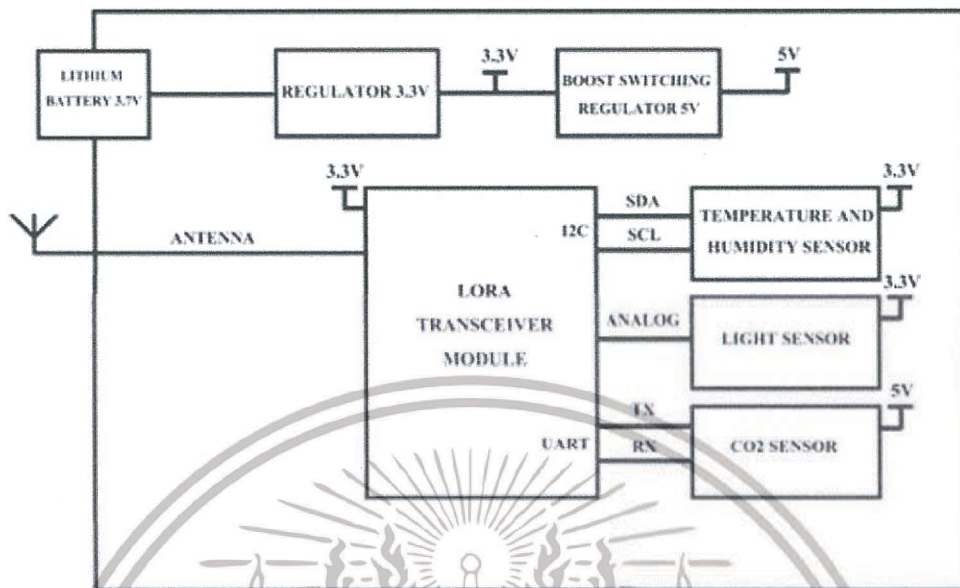 3.3V
5V
LITHIUM
BATTERY 3.7V
REGULATOR 3.3V
BOOST SWITCHING
REGULATOR 5V
3.3V
SDA
3.3V
TEMPERATURE AND
HUMIDITY SENSOR
I2C
SCL
ANTENNA
LORA
TRANSCEIVER
MODULE
3.3V
ANALOG
LIGHT SENSOR
5V
TX
UART
RX
CO2 SENSOR